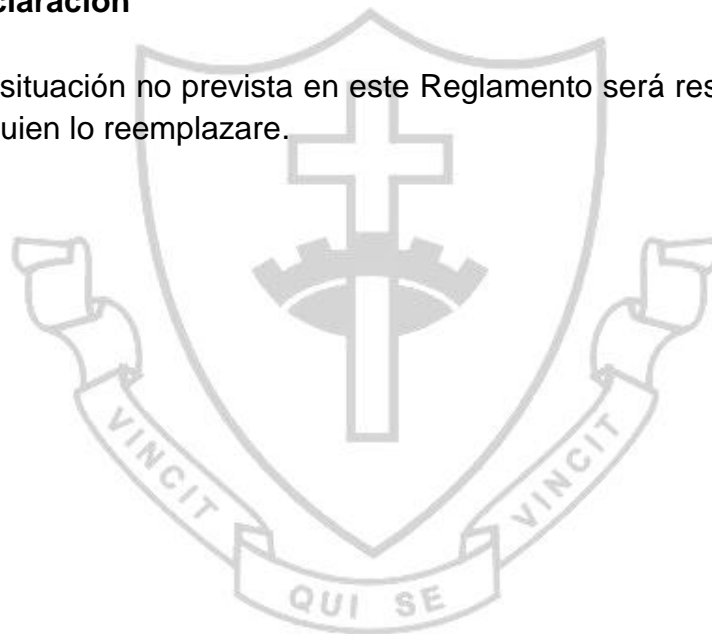 claración
situación no prevista en este Reglamento será res
uien lo reemplazare.
VINCIT
QUI SE
VINCIT